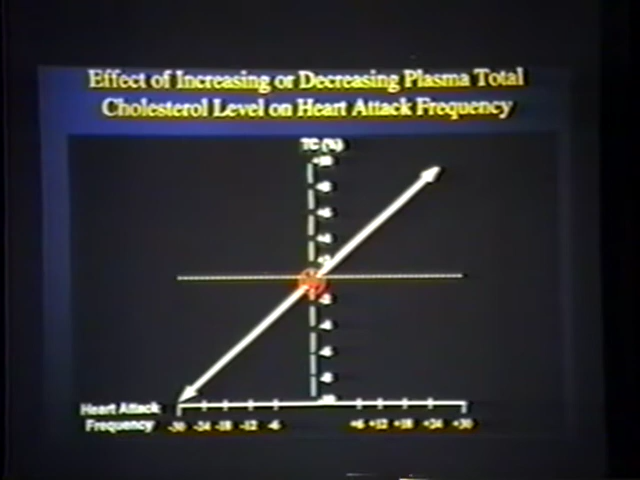 Effect of Increasing or Decreasing Plasma Total
Cholesterol Level on Heart Attack Frequency
TC (%)
Heart Attack
Frequency
-30 -24 -18 -12 -6 +6 +12 +18 +24 +30